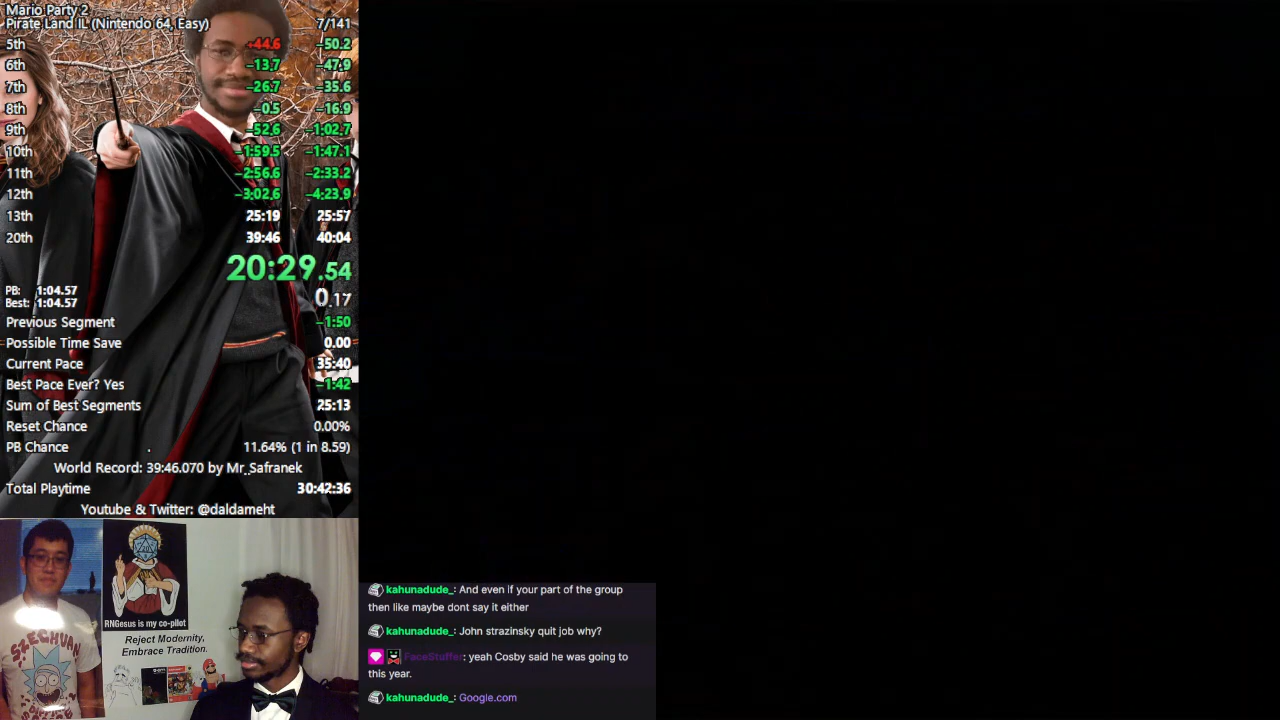 Mario Party 2
Pirate Land IL (Nintendo 64, Easy) 7/141
5th +44.6 −50.2
6th −13.7 −47.9
7th −26.7 −35.6
8th −0.5 −16.9
9th −52.6 −1:02.7
10th −1:59.5 −1:47.1
11th −2:56.6 −2:33.2
12th −3:02.6 −4:23.9
13th 25:19 25:57
20th 39:46 40:04
20:29.54
PB: 1:04.57
Best: 1:04.57
0.17
Previous Segment −1:50
Possible Time Save 0.00
Current Pace 35:40
Best Pace Ever? Yes −1:42
Sum of Best Segments 25:13
Reset Chance 0.00%
PB Chance 11.64% (1 in 8.59)
World Record: 39:46.070 by Mr_Safranek
Total Playtime 30:42:36
Youtube & Twitter: @daldameht
SZECHUAN
RNGesus is my co-pilot
Reject Modernity,
Embrace Tradition.
kahunadude_: And even if your part of the group
then like maybe dont say it either
kahunadude_: John strazinsky quit job why?
FaceStuffer: yeah Cosby said he was going to
this year.
kahunadude_: Google.com